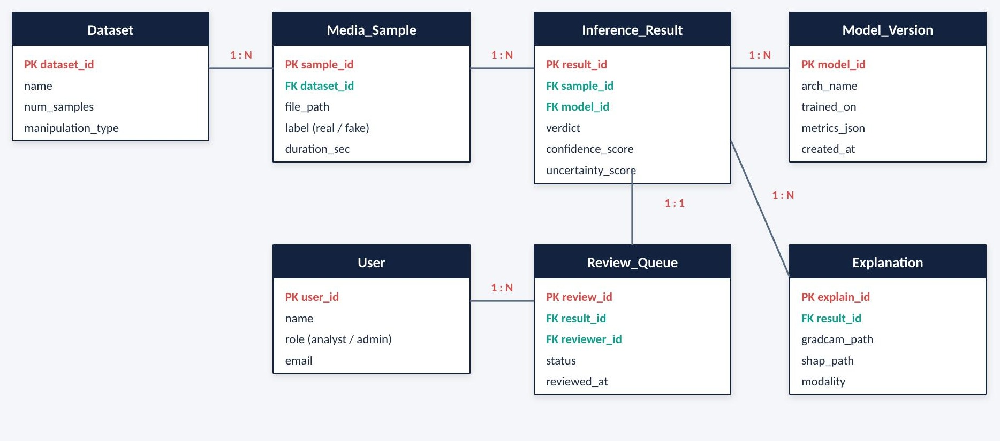 Dataset
PK dataset_id
name
num_samples
manipulation_type
1 : N
Media_Sample
PK sample_id
FK dataset_id
file_path
label (real / fake)
duration_sec
1 : N
Inference_Result
PK result_id
FK sample_id
FK model_id
verdict
confidence_score
uncertainty_score
1 : N
Model_Version
PK model_id
arch_name
trained_on
metrics_json
created_at
1 : 1
1 : N
User
PK user_id
name
role (analyst / admin)
email
1 : N
Review_Queue
PK review_id
FK result_id
FK reviewer_id
status
reviewed_at
Explanation
PK explain_id
FK result_id
gradcam_path
shap_path
modality